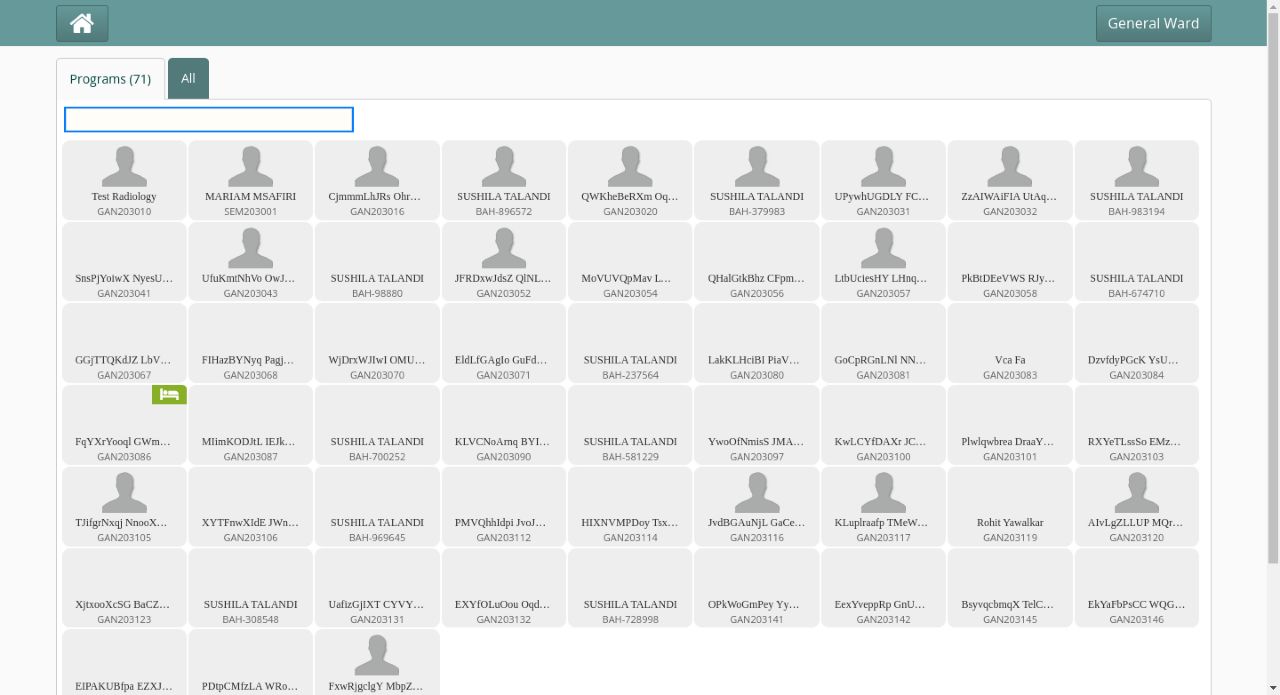 General Ward
Programs (71)
All
Test Radiology
GAN203010
MARIAM MSAFIRI
SEM203001
CjmmmLhJRs Ohr...
GAN203016
SUSHILA TALANDI
BAH-896572
QWKheBeRXm Oq...
GAN203020
SUSHILA TALANDI
BAH-379983
UPywhUGDLY FC...
GAN203031
ZzAIWAiFIA UtAq...
GAN203032
SUSHILA TALANDI
BAH-983194
SnsPjYoiwX NyesU...
GAN203041
UfuKmtNhVo OwJ...
GAN203043
SUSHILA TALANDI
BAH-98880
JFRDxwJdsZ QlNL...
GAN203052
MoVUVQpMav L...
GAN203054
QHalGtkBhz CFpm...
GAN203056
LtbUciesHY LHnq...
GAN203057
PkBtDEeVWS RJy...
GAN203058
SUSHILA TALANDI
BAH-674710
GGjTTQKdJZ LbV...
GAN203067
FIHazBYNyq Pagj...
GAN203068
WjDrxWJIwI OMU...
GAN203070
EldLfGAgIo GuFd...
GAN203071
SUSHILA TALANDI
BAH-237564
LakKLHciBI PiaV...
GAN203080
GoCpRGnLNl NN...
GAN203081
Vca Fa
GAN203083
DzvfdyPGcK YsU...
GAN203084
FqYXrYooql GWm...
GAN203086
MIimKODJtL IEJk...
GAN203087
SUSHILA TALANDI
BAH-700252
KLVCNoArnq BYI...
GAN203090
SUSHILA TALANDI
BAH-581229
YwoOfNmisS JMA...
GAN203097
KwLCYfDAXr JC...
GAN203100
Plwlqwbrea DraaY...
GAN203101
RXYeTLssSo EMz...
GAN203103
TJifgrNxqj NnooX...
GAN203105
XYTFnwXIdE JWn...
GAN203106
SUSHILA TALANDI
BAH-969645
PMVQhhIdpi JvoJ...
GAN203112
HIXNVMPDoy Tsx...
GAN203114
JvdBGAuNjL GaCe...
GAN203116
KLuplraafp TMeW...
GAN203117
Rohit Yawalkar
GAN203119
AIvLgZLLUP MQr...
GAN203120
XjtxooXcSG BaCZ...
GAN203123
SUSHILA TALANDI
BAH-308548
UafizGjIXT CYVY...
GAN203131
EXYfOLuOou Oqd...
GAN203132
SUSHILA TALANDI
BAH-728998
OPkWoGmPey Yy...
GAN203141
EexYveppRp GnU...
GAN203142
BsyvqcbmqX TelC...
GAN203145
EkYaFbPsCC WQG...
GAN203146
EIPAKUBfpa EZXJ...
PDtpCMfzLA WRo...
FxwRjgclgY MbpZ...